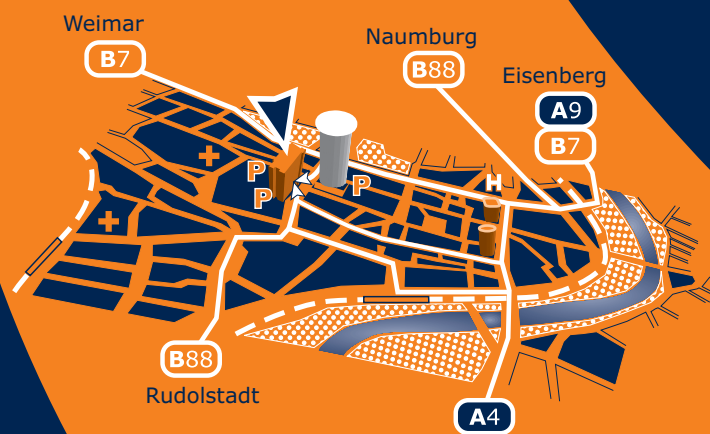 Weimar
B7
Naumburg
B88
Eisenberg
A9
B7
P
P
P
H
B88
Rudolstadt
A4